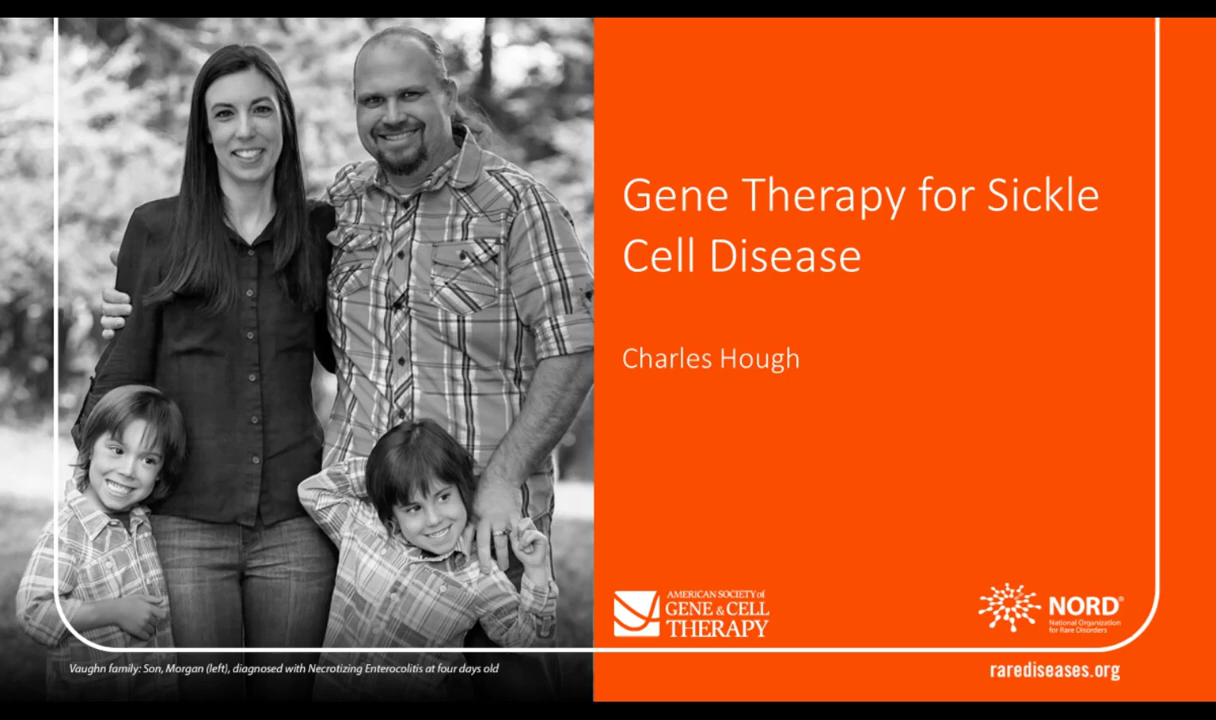 Gene Therapy for Sickle
Cell Disease
Charles Hough
AMERICAN SOCIETY of
GENE & CELL
THERAPY
NORD®
National Organization
for Rare Disorders
Vaughn family: Son, Morgan (left), diagnosed with Necrotizing Enterocolitis at four days old
rarediseases.org